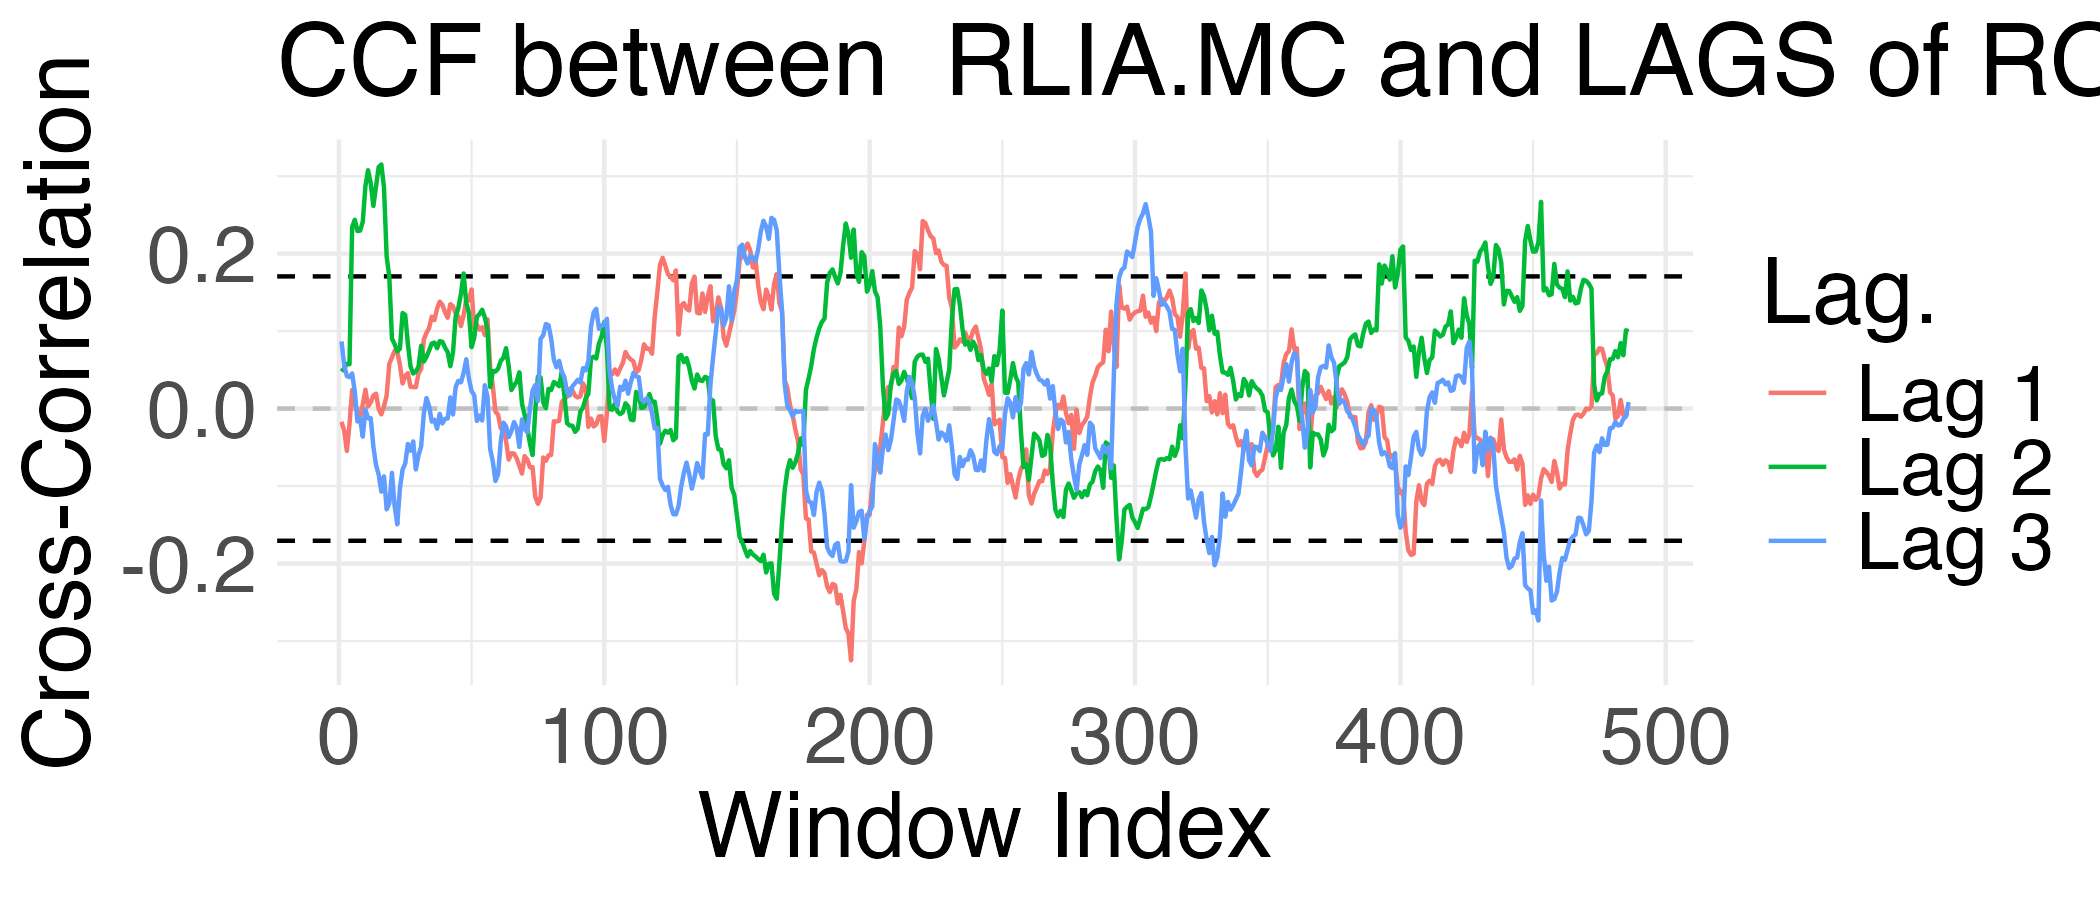 CCF between RLIA.MC and LAGS of RO
Cross-Correlation
0.2
0.0
-0.2
0
100
200
300
400
500
Window Index
Lag.
Lag 1
Lag 2
Lag 3